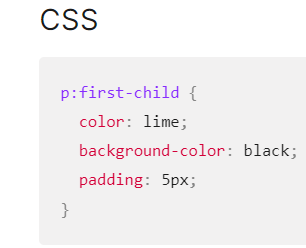 CSS
p:first-child {
  color: lime;
  background-color: black;
  padding: 5px;
}